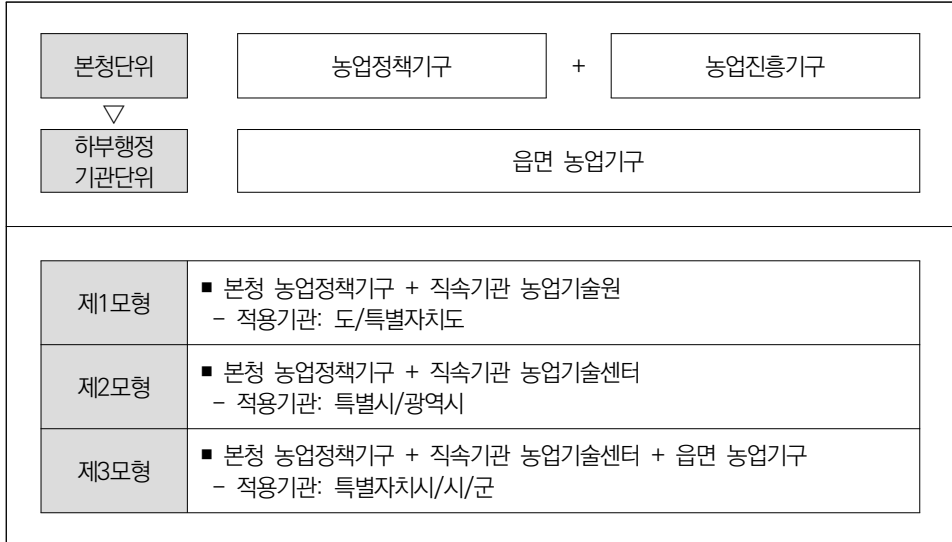 본청단위
농업정책기구 + 농업진흥기구
▽
하부행정
기관단위
읍면 농업기구
제1모형
■ 본청 농업정책기구 + 직속기관 농업기술원
- 적용기관: 도/특별자치도
제2모형
■ 본청 농업정책기구 + 직속기관 농업기술센터
- 적용기관: 특별시/광역시
제3모형
■ 본청 농업정책기구 + 직속기관 농업기술센터 + 읍면 농업기구
- 적용기관: 특별자치시/시/군